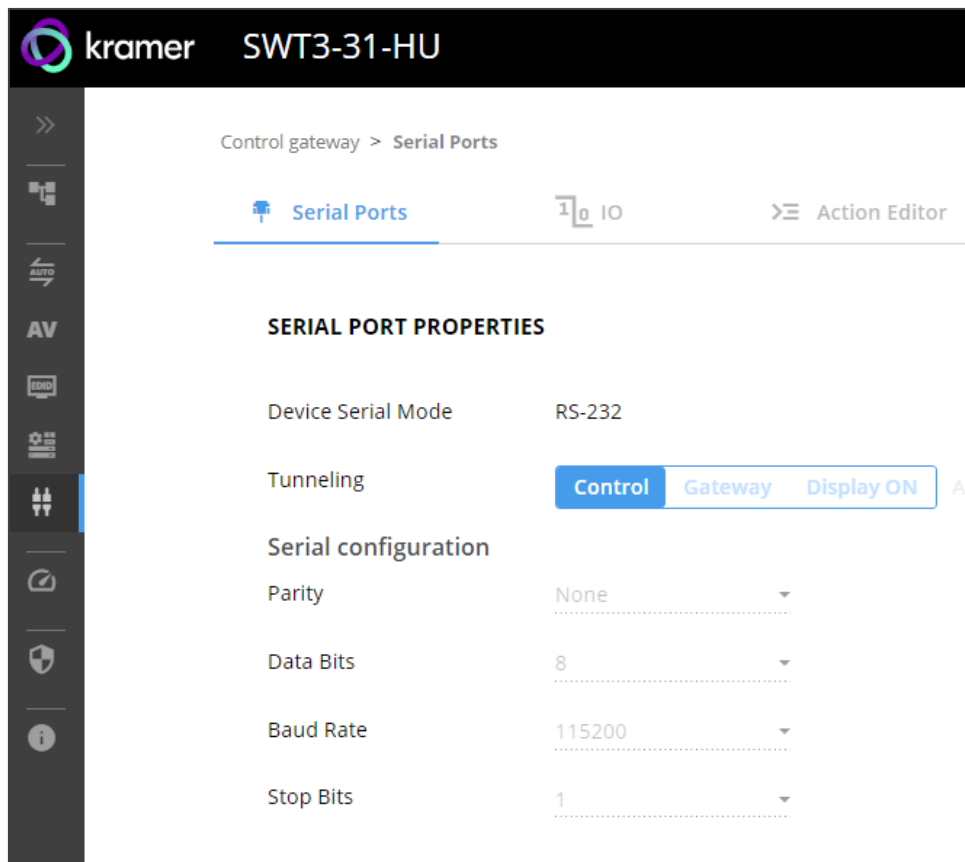 kramer SWT3-31-HU
Control gateway > Serial Ports
Serial Ports 1 0 IO Action Editor
AUTO
SERIAL PORT PROPERTIES
AV
EDID
Device Serial Mode RS-232
Tunneling Control Gateway Display ON A
Serial configuration
Parity None
Data Bits 8
Baud Rate 115200
Stop Bits 1